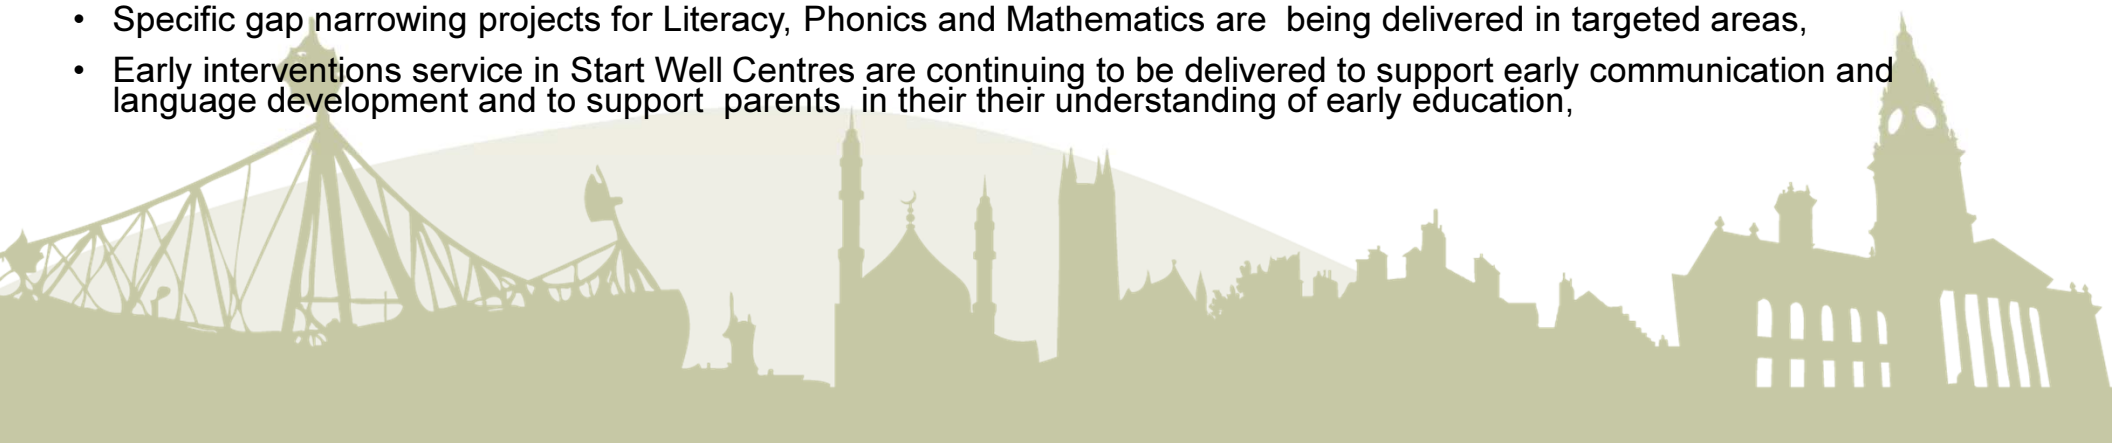 • Specific gap narrowing projects for Literacy, Phonics and Mathematics are  being delivered in targeted areas,
• Early interventions service in Start Well Centres are continuing to be delivered to support early communication and
language development and to support  parents  in their their understanding of early education,